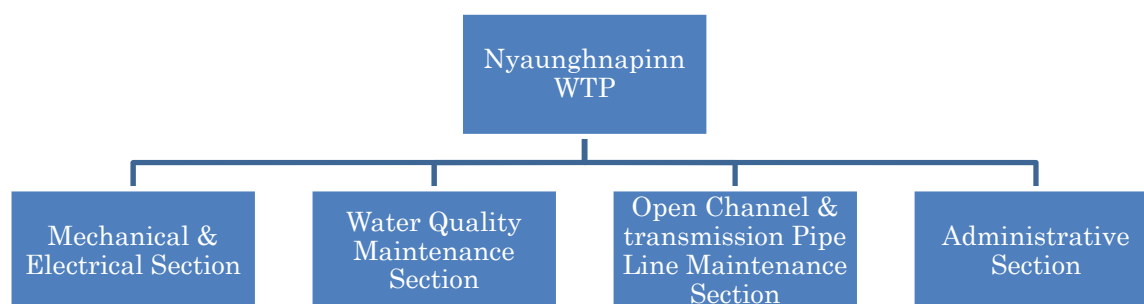 Nyaunghnapinn
WTP
Mechanical &
Electrical Section
Water Quality
Maintenance
Section
Open Channel &
transmission Pipe
Line Maintenance
Section
Administrative
Section